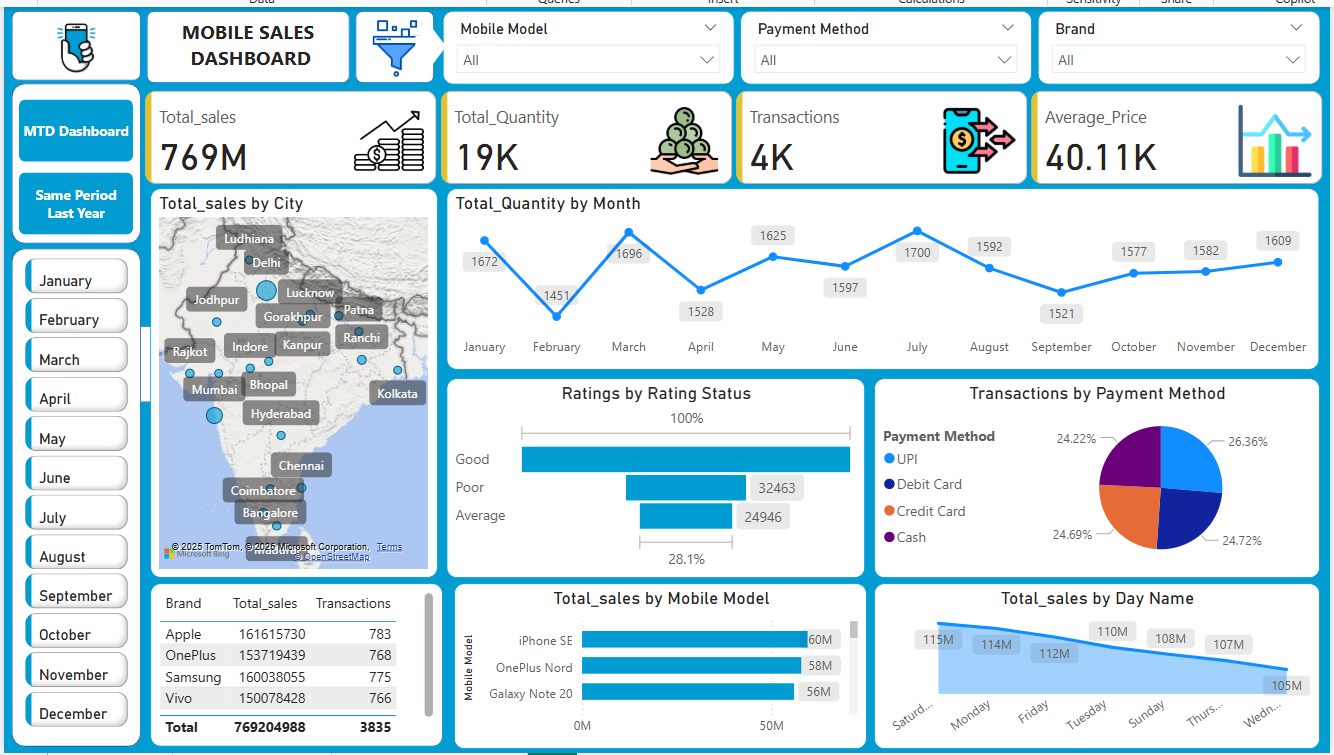 Data
Queries
Insert
Calculations
Sensitivity
Share
Copilot
MOBILE SALES
DASHBOARD
Mobile Model
All
Payment Method
All
Brand
All
MTD Dashboard
Same Period
Last Year
Total_sales
769M
Total_Quantity
19K
Transactions
4K
Average_Price
40.11K
January
February
March
April
May
June
July
August
September
October
November
December
Total_sales by City
Ludhiana
Delhi
Jodhpur
Lucknow
Gorakhpur
Patna
Rajkot
Indore
Kanpur
Ranchi
Mumbai
Bhopal
Kolkata
Hyderabad
Chennai
Coimbatore
Bangalore
© 2025 TomTom, © 2025 Microsoft Corporation, Terms
Microsoft Bing
© OpenStreetMap
Total_Quantity by Month
1672
1451
1696
1528
1625
1597
1700
1592
1521
1577
1582
1609
January February March April May June July August September October November December
Ratings by Rating Status
100%
Good
Poor 32463
Average 24946
28.1%
Transactions by Payment Method
Payment Method
UPI
Debit Card
Credit Card
Cash
24.22%
26.36%
24.69%
24.72%
Brand Total_sales Transactions
Apple 161615730 783
OnePlus 153719439 768
Samsung 160038055 775
Vivo 150078428 766
Total 769204988 3835
Total_sales by Mobile Model
Mobile Model
iPhone SE 60M
OnePlus Nord 58M
Galaxy Note 20 56M
0M 50M
Total_sales by Day Name
115M
114M
112M
110M
108M
107M
105M
Saturd... Monday Friday Tuesday Sunday Thurs... Wedn...